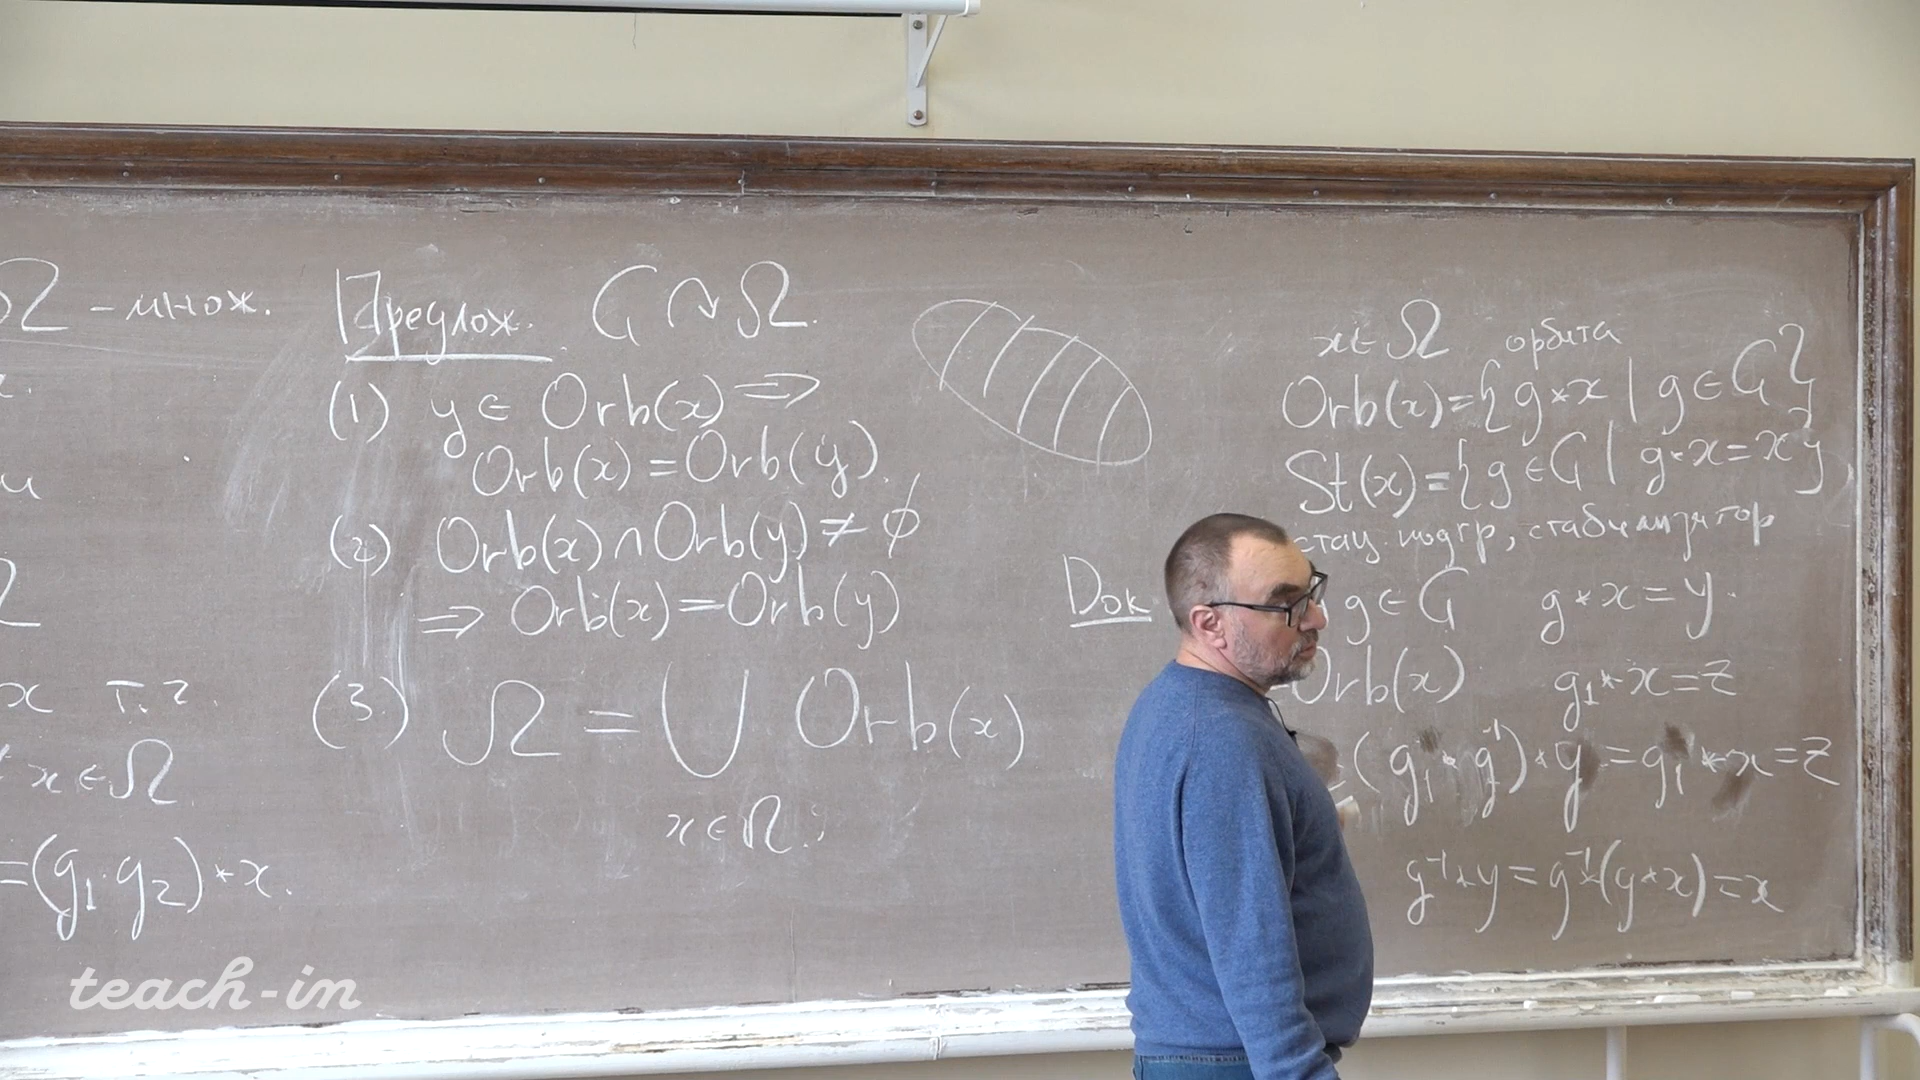 Ω - множ.
x т.ч.
x ∈ Ω
=(g₁·g₂)*x.
Предлож. G ↷ Ω.
(1) y ∈ Orb(x) ⇒
Orb(x) = Orb(y).
(2) Orb(x) ∩ Orb(y) ≠ ∅
⇒ Orb(x) = Orb(y)
(3) Ω = ⋃ Orb(x)
x ∈ Ω.
x ∈ Ω орбита
Orb(x) = {g*x | g ∈ G}
St(x) = {g ∈ G | g*x = x}
стац. подгр, стабилизатор
Док g ∈ G g*x = y.
Orb(x) g₁*x = z
(g₁·g⁻¹)*y = g₁*x = z
g⁻¹*y = g⁻¹*(g*x) = x
teach-in